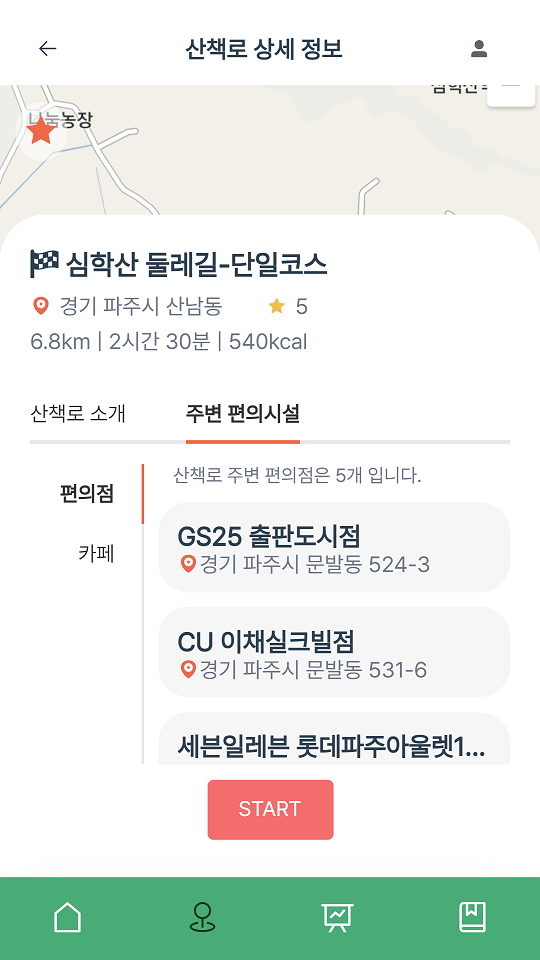 산책로 상세 정보
나눔농장
심학산 둘레길-단일코스
경기 파주시 산남동
5
6.8km | 2시간 30분 | 540kcal
산책로 소개
주변 편의시설
편의점
카페
산책로 주변 편의점은 5개 입니다.
GS25 출판도시점
경기 파주시 문발동 524-3
CU 이채실크빌점
경기 파주시 문발동 531-6
세븐일레븐 롯데파주아울렛1...
START